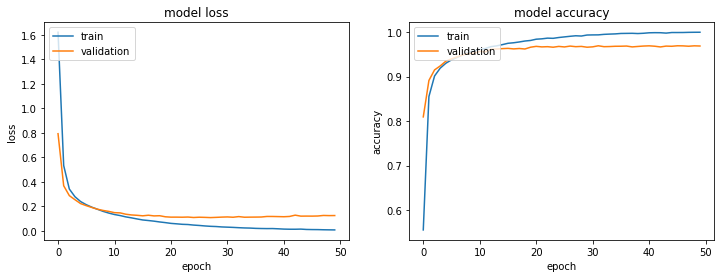 model loss
train
validation
loss
1.6
1.4
1.2
1.0
0.8
0.6
0.4
0.2
0.0
0 10 20 30 40 50
epoch
model accuracy
train
validation
accuracy
1.0
0.9
0.8
0.7
0.6
0 10 20 30 40 50
epoch